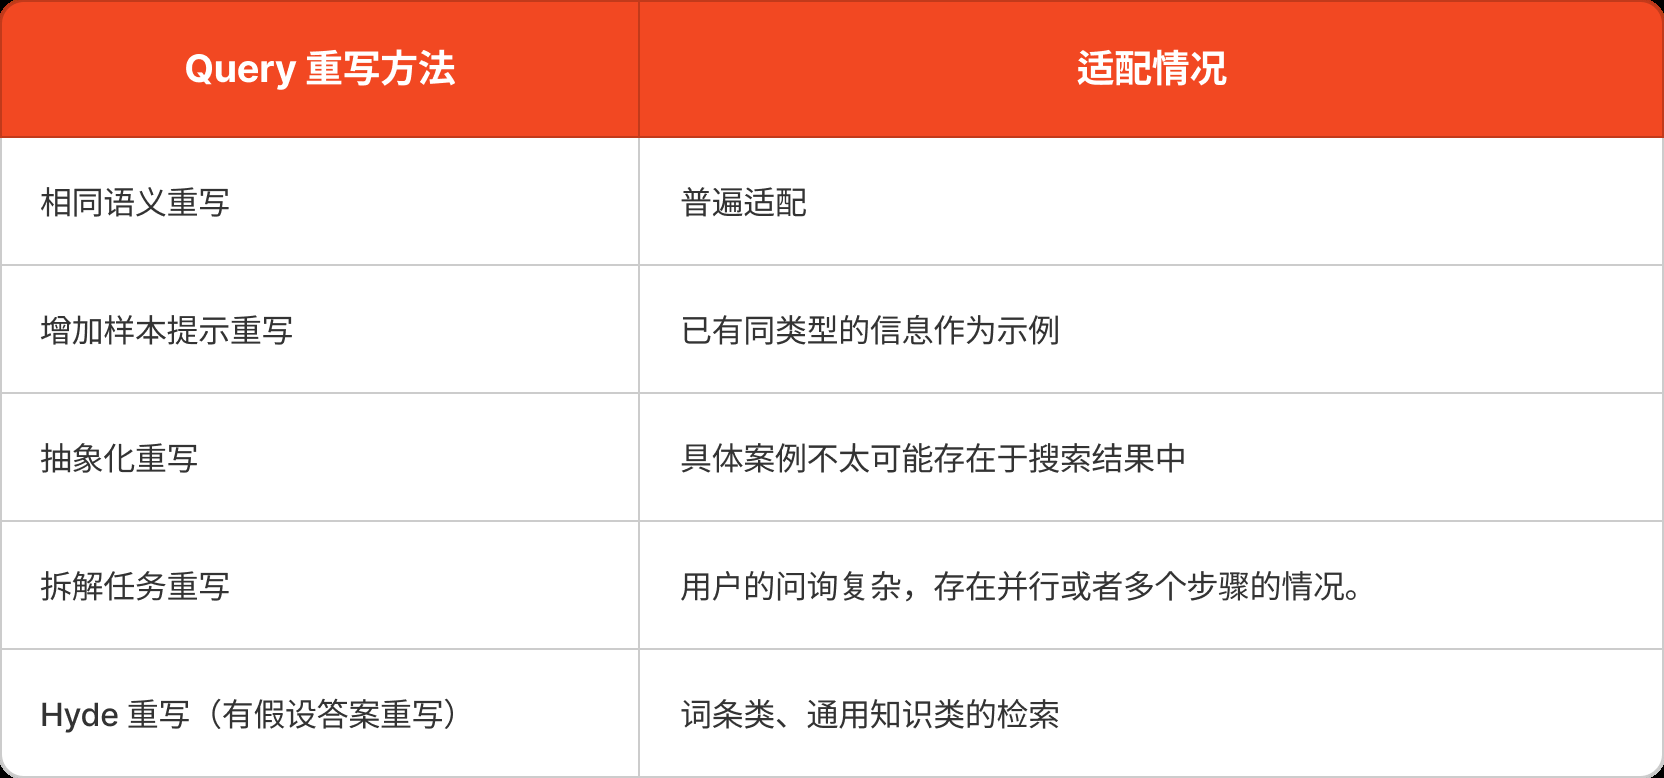 Query 重写方法
适配情况
相同语义重写
普遍适配
增加样本提示重写
已有同类型的信息作为示例
抽象化重写
具体案例不太可能存在于搜索结果中
拆解任务重写
用户的问询复杂，存在并行或者多个步骤的情况。
Hyde 重写（有假设答案重写）
词条类、通用知识类的检索